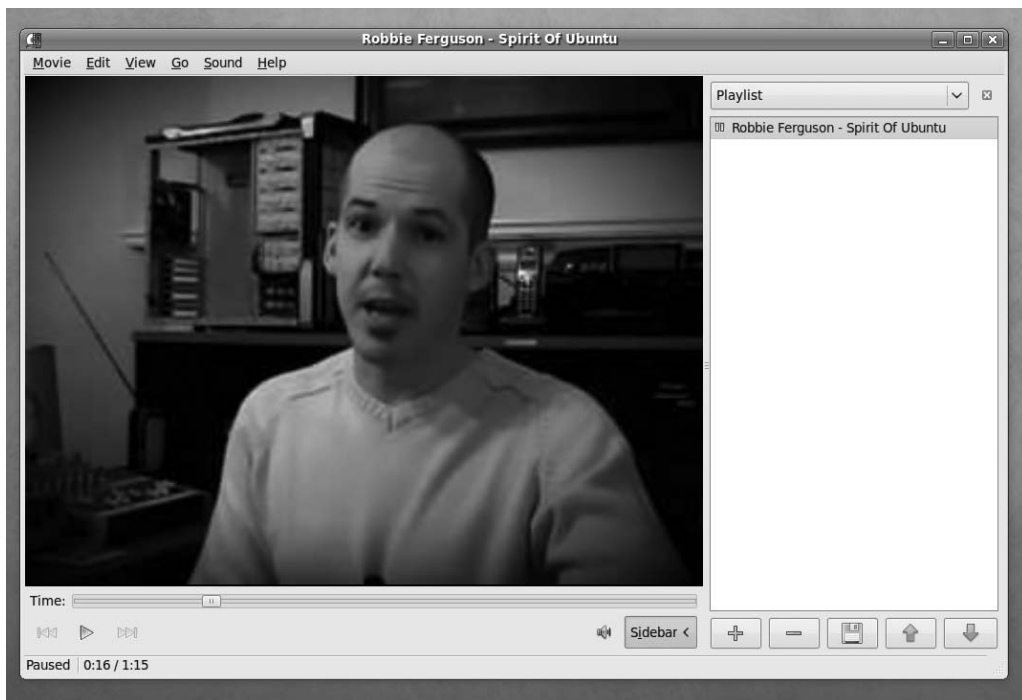 Robbie Ferguson - Spirit Of Ubuntu
Movie Edit View Go Sound Help
Playlist
Robbie Ferguson - Spirit Of Ubuntu
Time:
Sidebar <
Paused 0:16 / 1:15